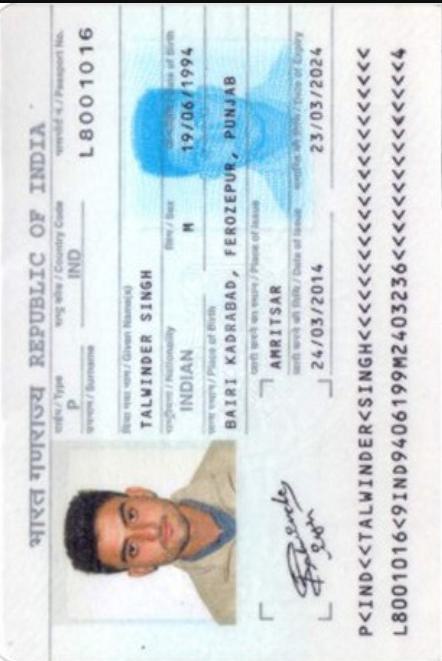 भारत गणराज्य REPUBLIC OF INDIA
टाईप / Type राष्ट्र कोड / Country Code पासपोर्ट नं. / Passport No.
P IND L8001016
उपनाम / Surname
दिया गया नाम / Given Name(s)
TALWINDER SINGH
राष्ट्रीयता / Nationality लिंग / Sex जन्मतिथि / Date of Birth
INDIAN M 19/06/1994
जन्म स्थान / Place of Birth
BAIRI KADRABAD, FEROZEPUR, PUNJAB
जारी करने का स्थान / Place of Issue
AMRITSAR
जारी करने की तिथि / Date of Issue समाप्ति की तिथि / Date of Expiry
24/03/2014 23/03/2024
P<IND<<TALWINDER<SINGH<<<<<<<<<<<<<<<<<<<<<<
L8001016<9IND9406199M2403236<<<<<<<<<<<<<<<4